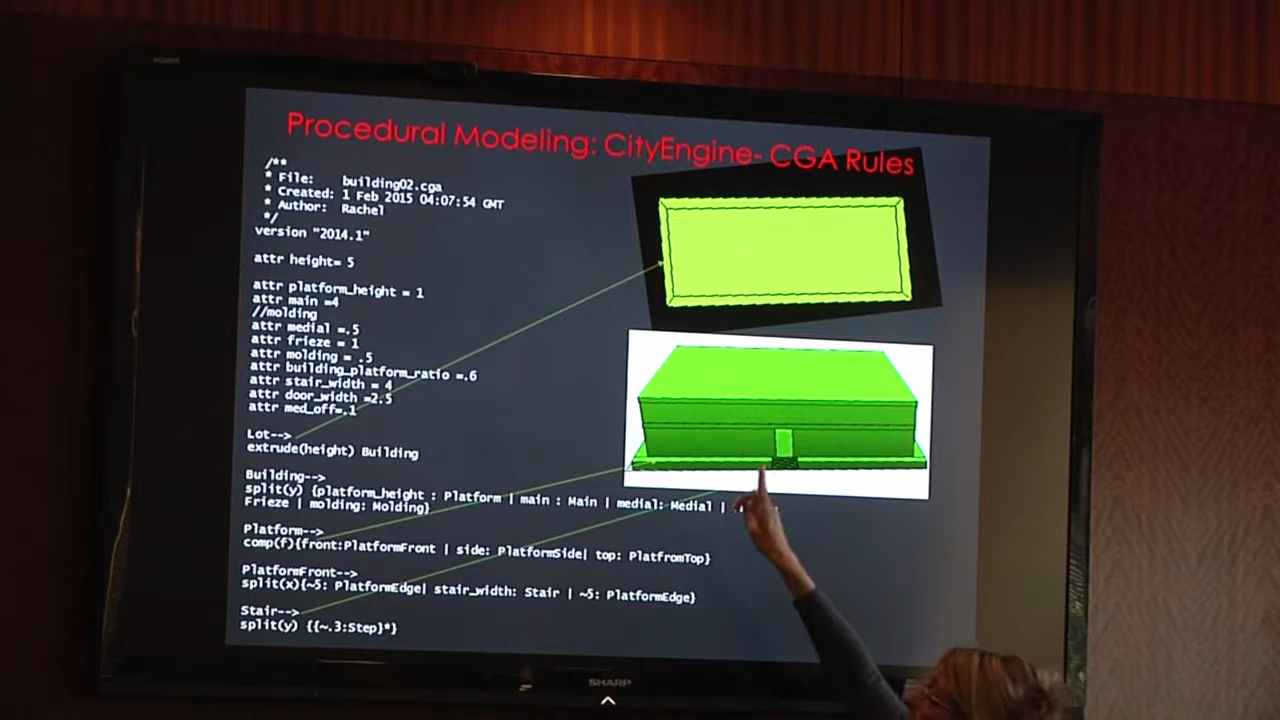 Procedural Modeling: CityEngine- CGA Rules
/**
* File: building02.cga
* Created: 1 Feb 2015 04:07:54 GMT
* Author: Rachel
*/
version "2014.1"
attr height= 5
attr platform_height = 1
attr main =4
//molding
attr medial =.5
attr frieze = 1
attr molding = .5
attr building_platform_ratio =.6
attr stair_width = 4
attr door_width =2.5
attr med_off=.1
Lot-->
extrude(height) Building
Building-->
split(y) {platform_height : Platform | main : Main | medial: Medial |
Frieze | molding: Molding}
Platform-->
comp(f){front:PlatformFront | side: PlatformSide| top: PlatfromTop}
PlatformFront-->
split(x){~5: PlatformEdge| stair_width: Stair | ~5: PlatformEdge}
Stair-->
split(y) {{~.3:Step}*}
SHARP